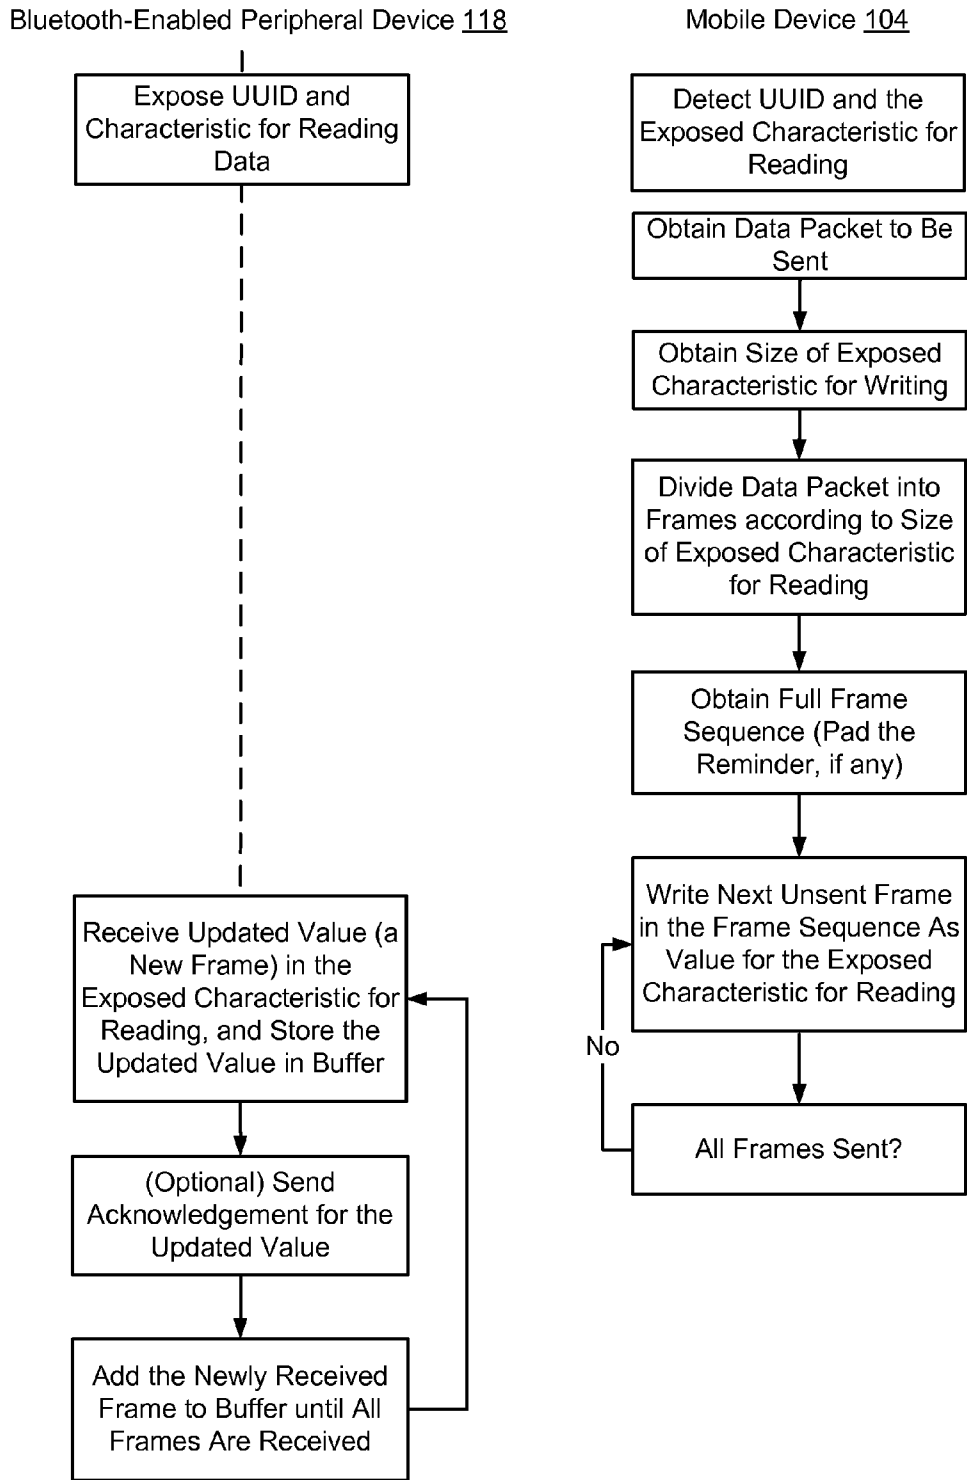 Bluetooth-Enabled Peripheral Device 118
Expose UUID and
Characteristic for Reading
Data
Receive Updated Value (a
New Frame) in the
Exposed Characteristic for
Reading, and Store the
Updated Value in Buffer
(Optional) Send
Acknowledgement for the
Updated Value
Add the Newly Received
Frame to Buffer until All
Frames Are Received
Mobile Device 104
Detect UUID and the
Exposed Characteristic for
Reading
Obtain Data Packet to Be
Sent
Obtain Size of Exposed
Characteristic for Writing
Divide Data Packet into
Frames according to Size
of Exposed Characteristic
for Reading
Obtain Full Frame
Sequence (Pad the
Reminder, if any)
Write Next Unsent Frame
in the Frame Sequence As
Value for the Exposed
Characteristic for Reading
No
All Frames Sent?